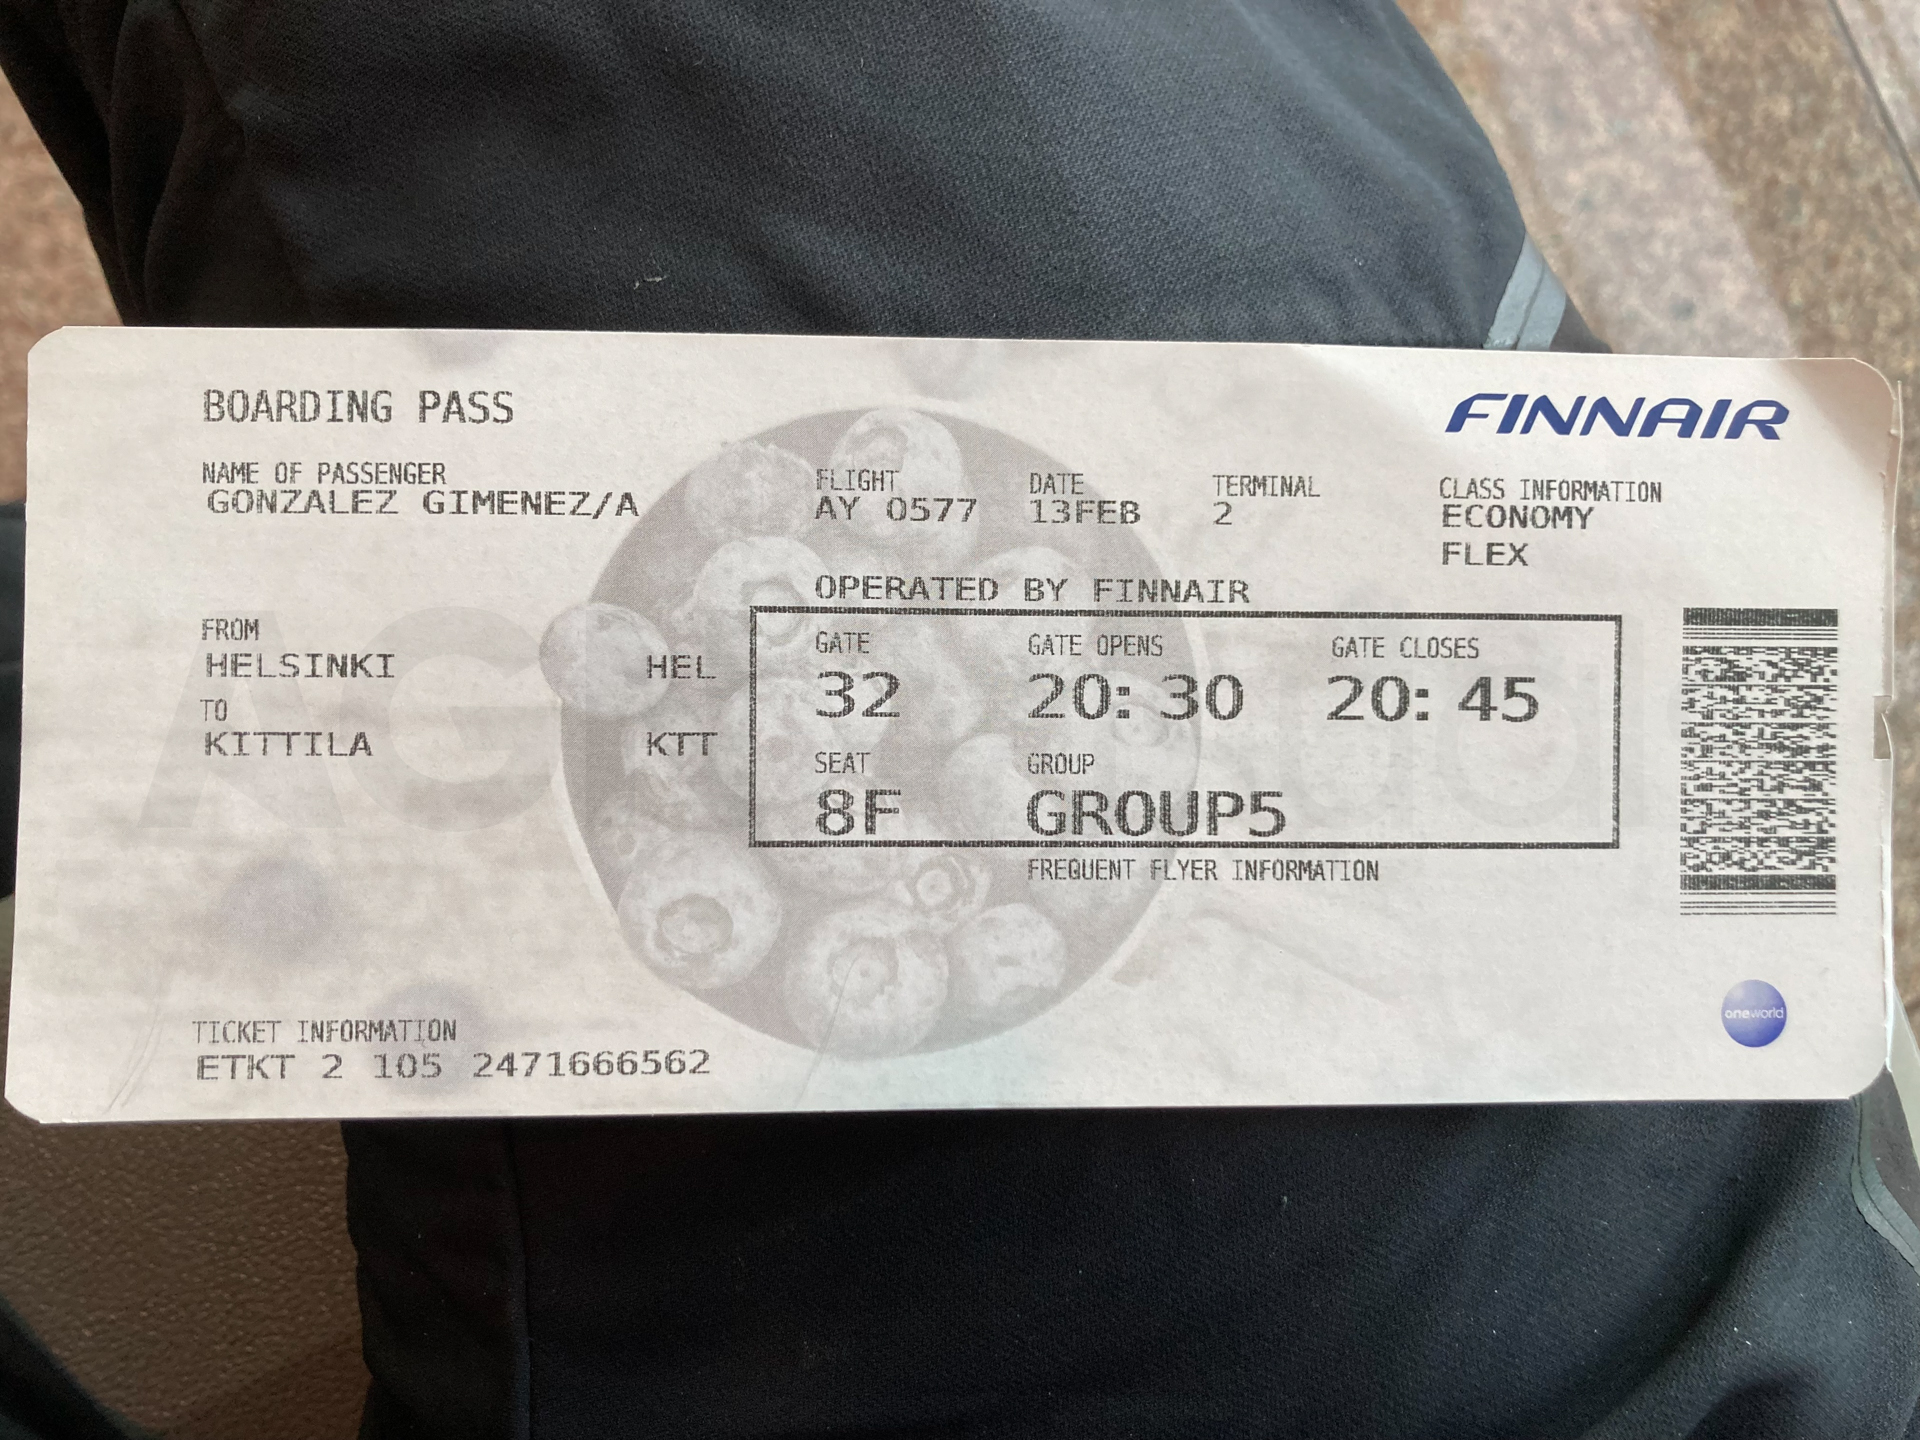 BOARDING PASS
FINNAIR
NAME OF PASSENGER
GONZALEZ GIMENEZ/A
FLIGHT DATE TERMINAL
AY 0577 13FEB 2
CLASS INFORMATION
ECONOMY
FLEX
OPERATED BY FINNAIR
FROM
HELSINKI HEL
TO
KITTILA KTT
GATE GATE OPENS GATE CLOSES
32 20:30 20:45
SEAT GROUP
8F GROUP5
FREQUENT FLYER INFORMATION
TICKET INFORMATION
ETKT 2 105 2471666562
oneworld